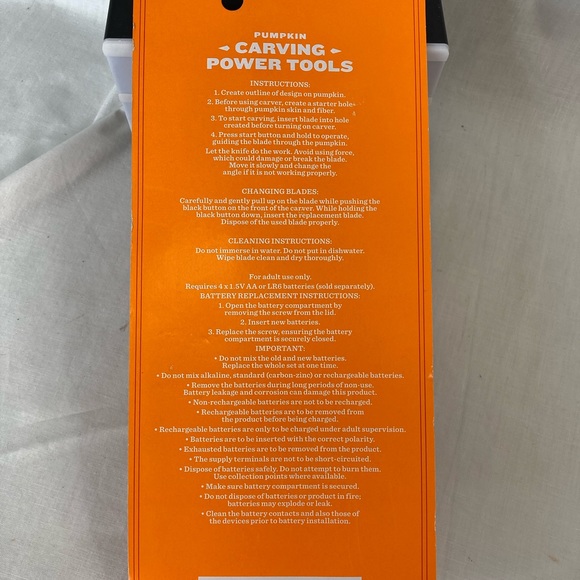 PUMPKIN
CARVING
POWER TOOLS
INSTRUCTIONS:
1. Create outline of design on pumpkin.
2. Before using carver, create a starter hole
through pumpkin skin and fiber.
3. To start carving, insert blade into hole
created before turning on carver.
4. Press start button and hold to operate,
guiding the blade through the pumpkin.
Let the knife do the work. Avoid using force,
which could damage or break the blade.
Move it slowly and change the
angle if it is not working properly.
CHANGING BLADES:
Carefully and gently pull up on the blade while pushing the
black button on the front of the carver. While holding the
black button down, insert the replacement blade.
Dispose of the used blade properly.
CLEANING INSTRUCTIONS:
Do not immerse in water. Do not put in dishwater.
Wipe blade clean and dry thoroughly.
For adult use only.
Requires 4 x 1.5V AA or LR6 batteries (sold separately).
BATTERY REPLACEMENT INSTRUCTIONS:
1. Open the battery compartment by
removing the screw from the lid.
2. Insert new batteries.
3. Replace the screw, ensuring the battery
compartment is securely closed.
IMPORTANT:
• Do not mix the old and new batteries.
Replace the whole set at one time.
• Do not mix alkaline, standard (carbon-zinc) or rechargeable batteries.
• Remove the batteries during long periods of non-use.
Battery leakage and corrosion can damage this product.
• Non-rechargeable batteries are not to be recharged.
• Rechargeable batteries are to be removed from
the product before being charged.
• Rechargeable batteries are only to be charged under adult supervision.
• Batteries are to be inserted with the correct polarity.
• Exhausted batteries are to be removed from the product.
• The supply terminals are not to be short-circuited.
• Dispose of batteries safely. Do not attempt to burn them.
Use collection points where available.
• Make sure battery compartment is secured.
• Do not dispose of batteries or product in fire;
batteries may explode or leak.
• Clean the battery contacts and also those of
the devices prior to battery installation.